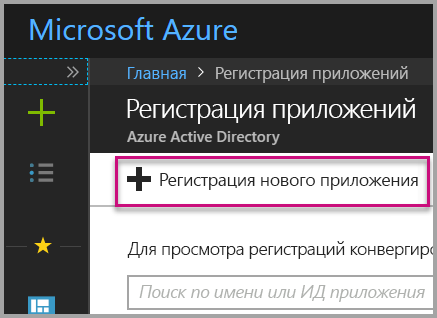 Microsoft Azure
Главная > Регистрация приложений
Регистрация приложений
Azure Active Directory
Регистрация нового приложения
Для просмотра регистраций
Поиск по имени или ИД приложения